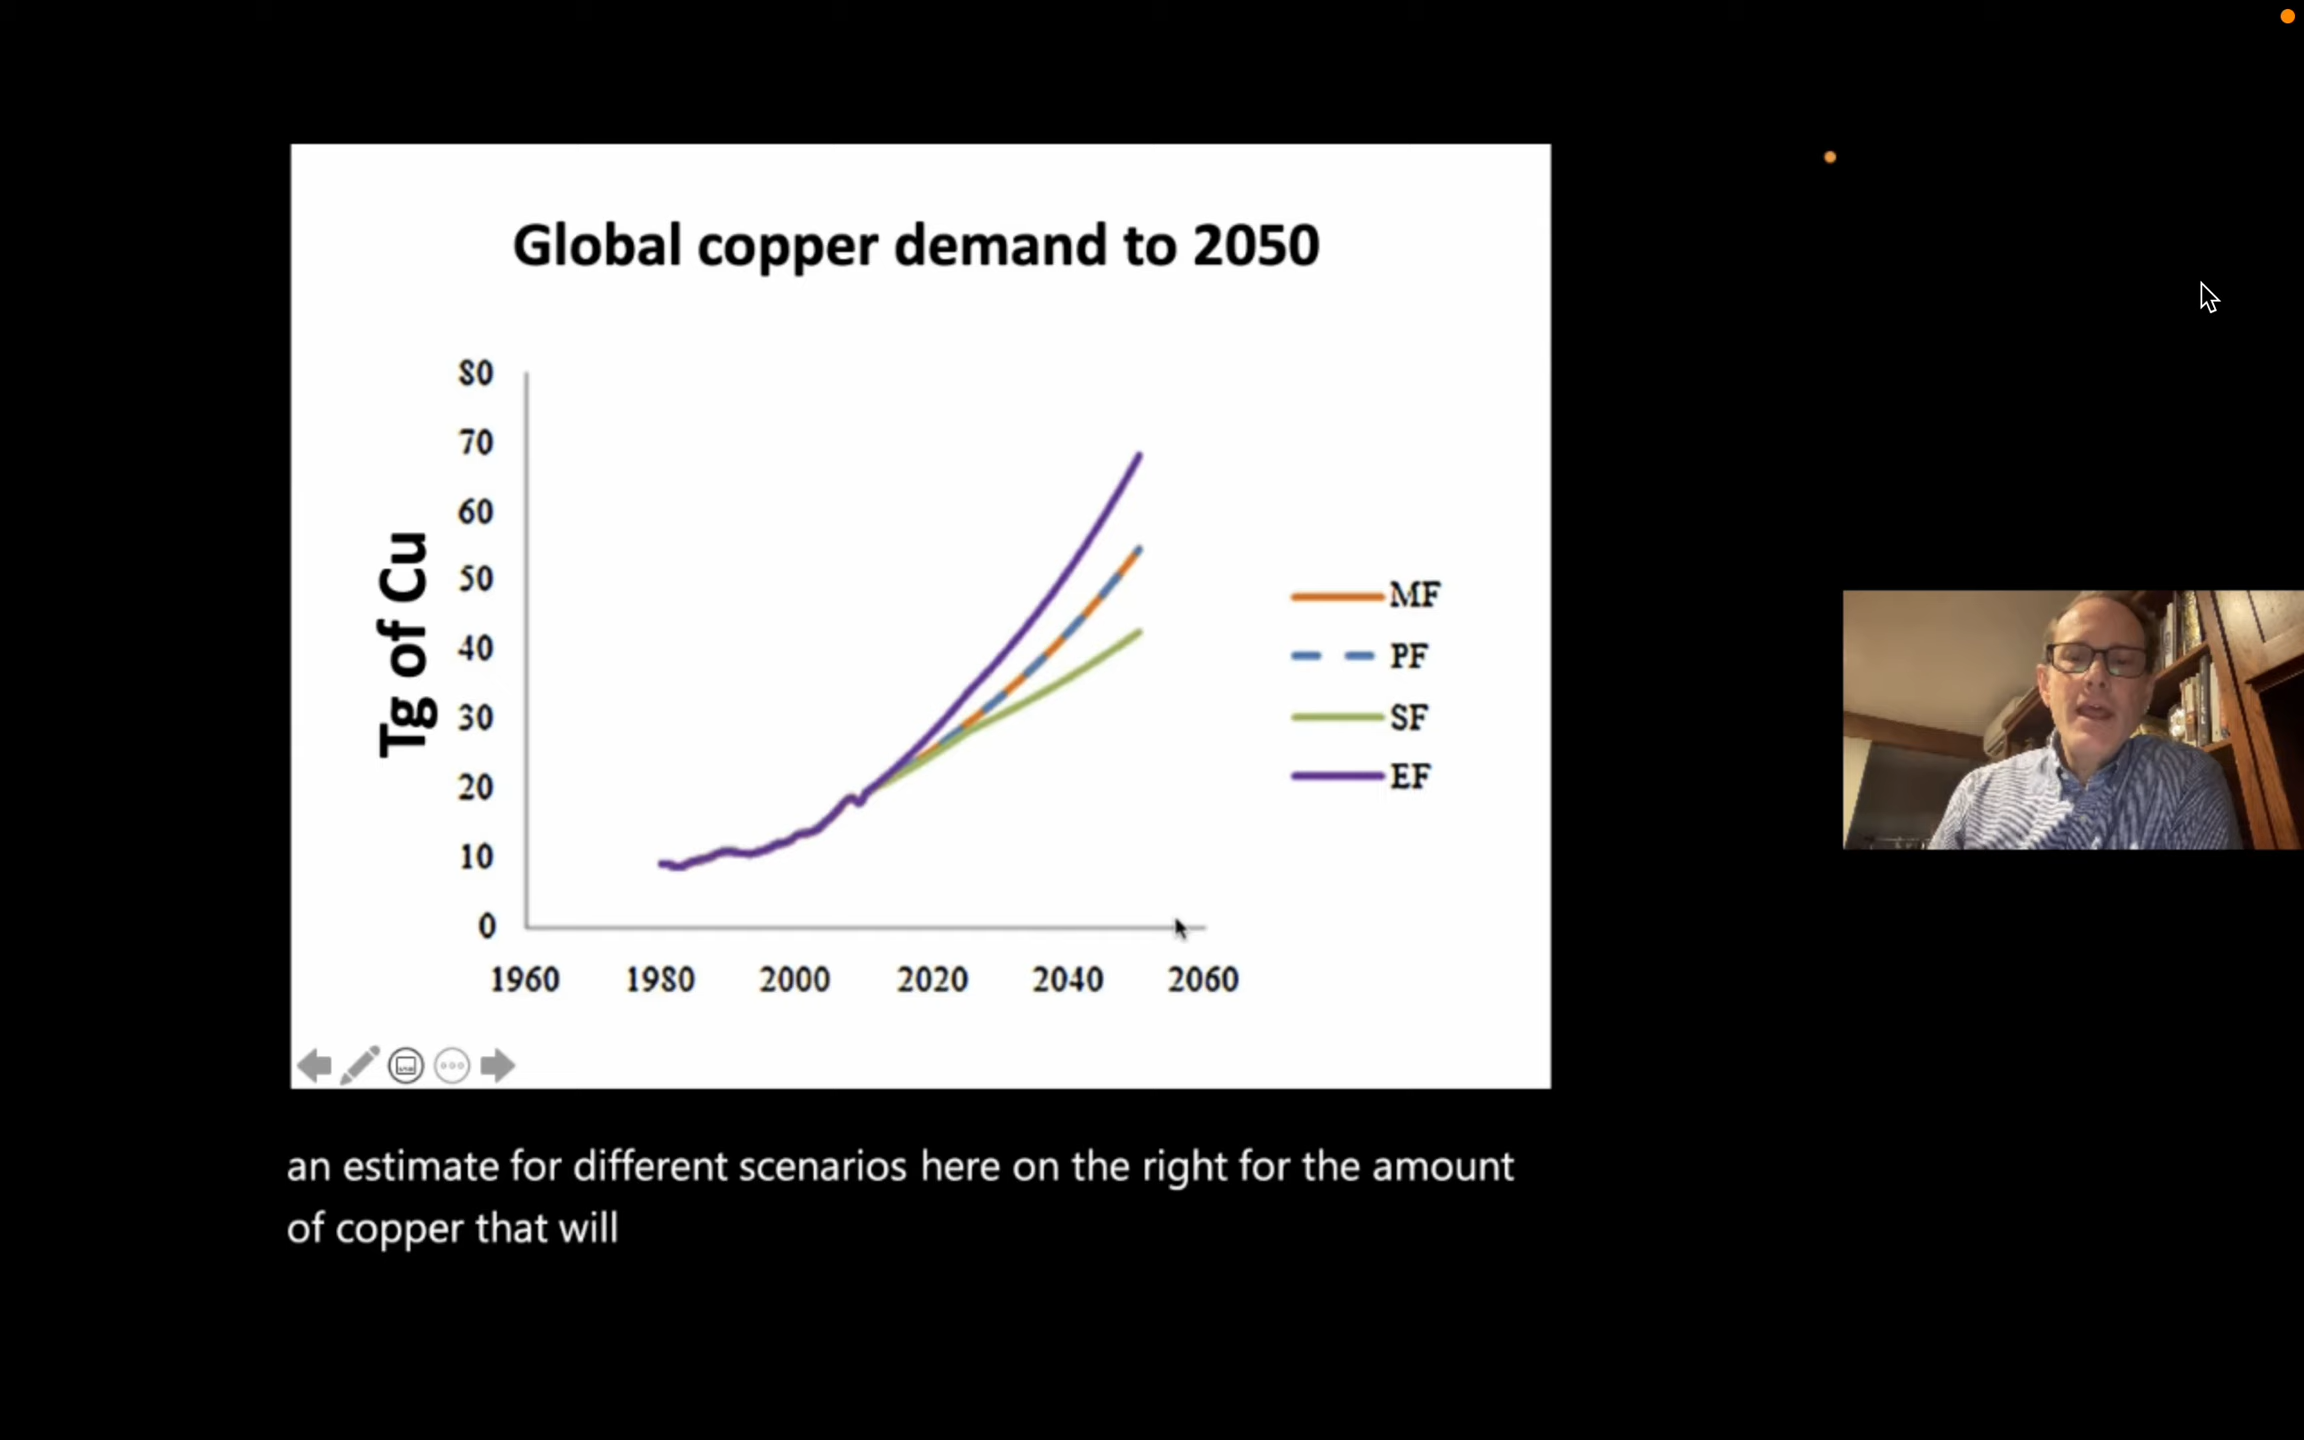 Global copper demand to 2050
Tg of Cu
80
70
60
50
40
30
20
10
0
1960 1980 2000 2020 2040 2060
MF
PF
SF
EF
an estimate for different scenarios here on the right for the amount
of copper that will